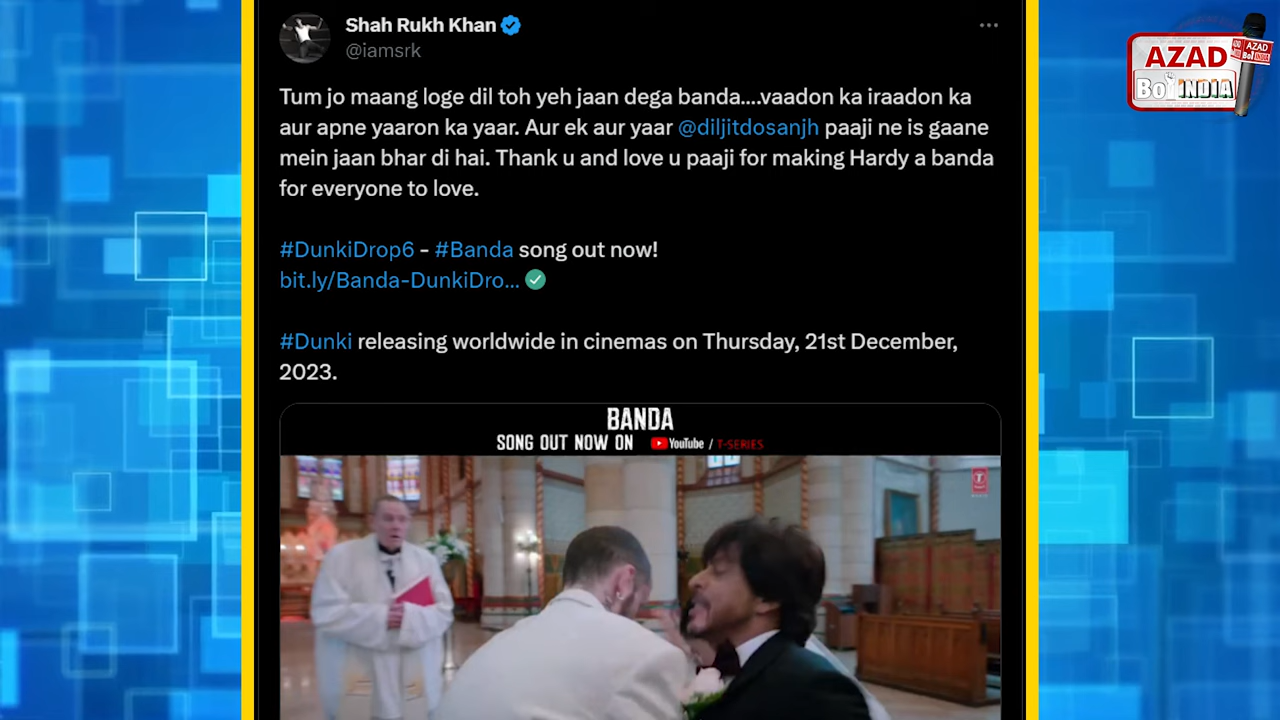 Shah Rukh Khan
@iamsrk
AZAD
Bol INDIA
AZAD
Bol INDIA
Tum jo maang loge dil toh yeh jaan dega banda....vaadon ka iraadon ka
aur apne yaaron ka yaar. Aur ek aur yaar @diljitdosanjh paaji ne is gaane
mein jaan bhar di hai. Thank u and love u paaji for making Hardy a banda
for everyone to love.
#DunkiDrop6 - #Banda song out now!
bit.ly/Banda-DunkiDro...
#Dunki releasing worldwide in cinemas on Thursday, 21st December,
2023.
BANDA
SONG OUT NOW ON YouTube / T-SERIES